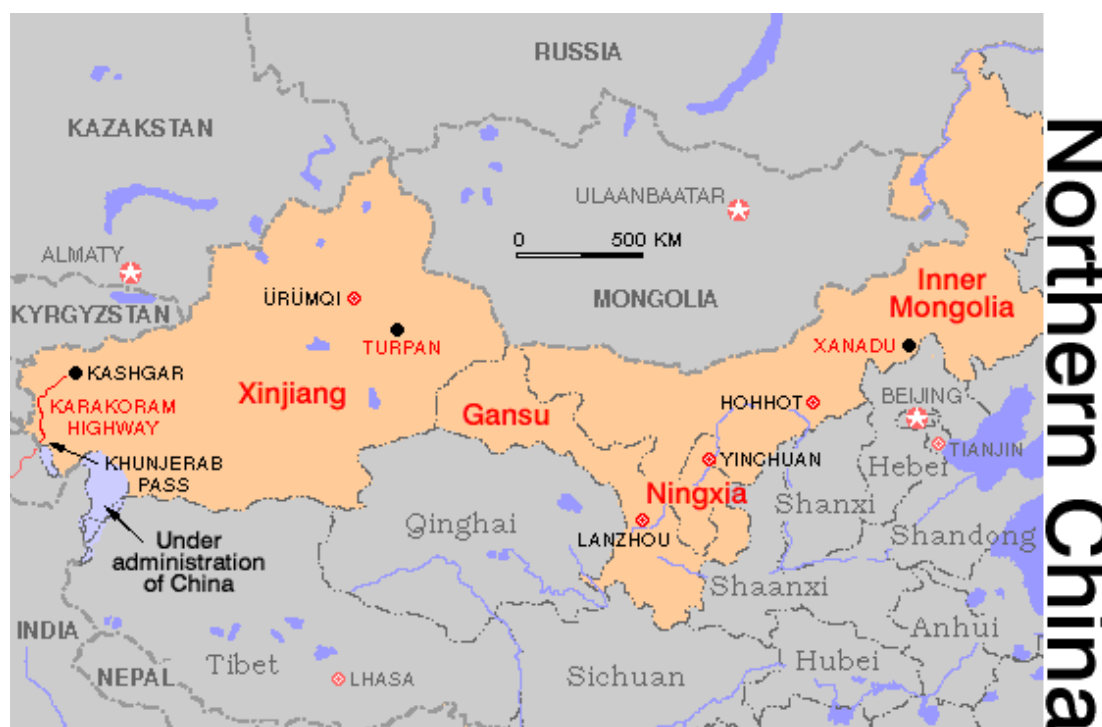 RUSSIA
KAZAKSTAN
ULAANBAATAR
0 500 KM
ALMATY
MONGOLIA
Inner
Mongolia
KYRGYZSTAN
ÜRÜMQI
TURPAN
XANADU
KASHGAR
Xinjiang
Gansu
HOHHOT
BEIJING
KARAKORAM
HIGHWAY
TIANJIN
KHUNJERAB
PASS
YINCHUAN
Hebei
Ningxia
Shanxi
Qinghai
LANZHOU
Shandong
Under
administration
of China
Shaanxi
INDIA
Anhui
NEPAL
Tibet
LHASA
Sichuan
Hubei
Northern China